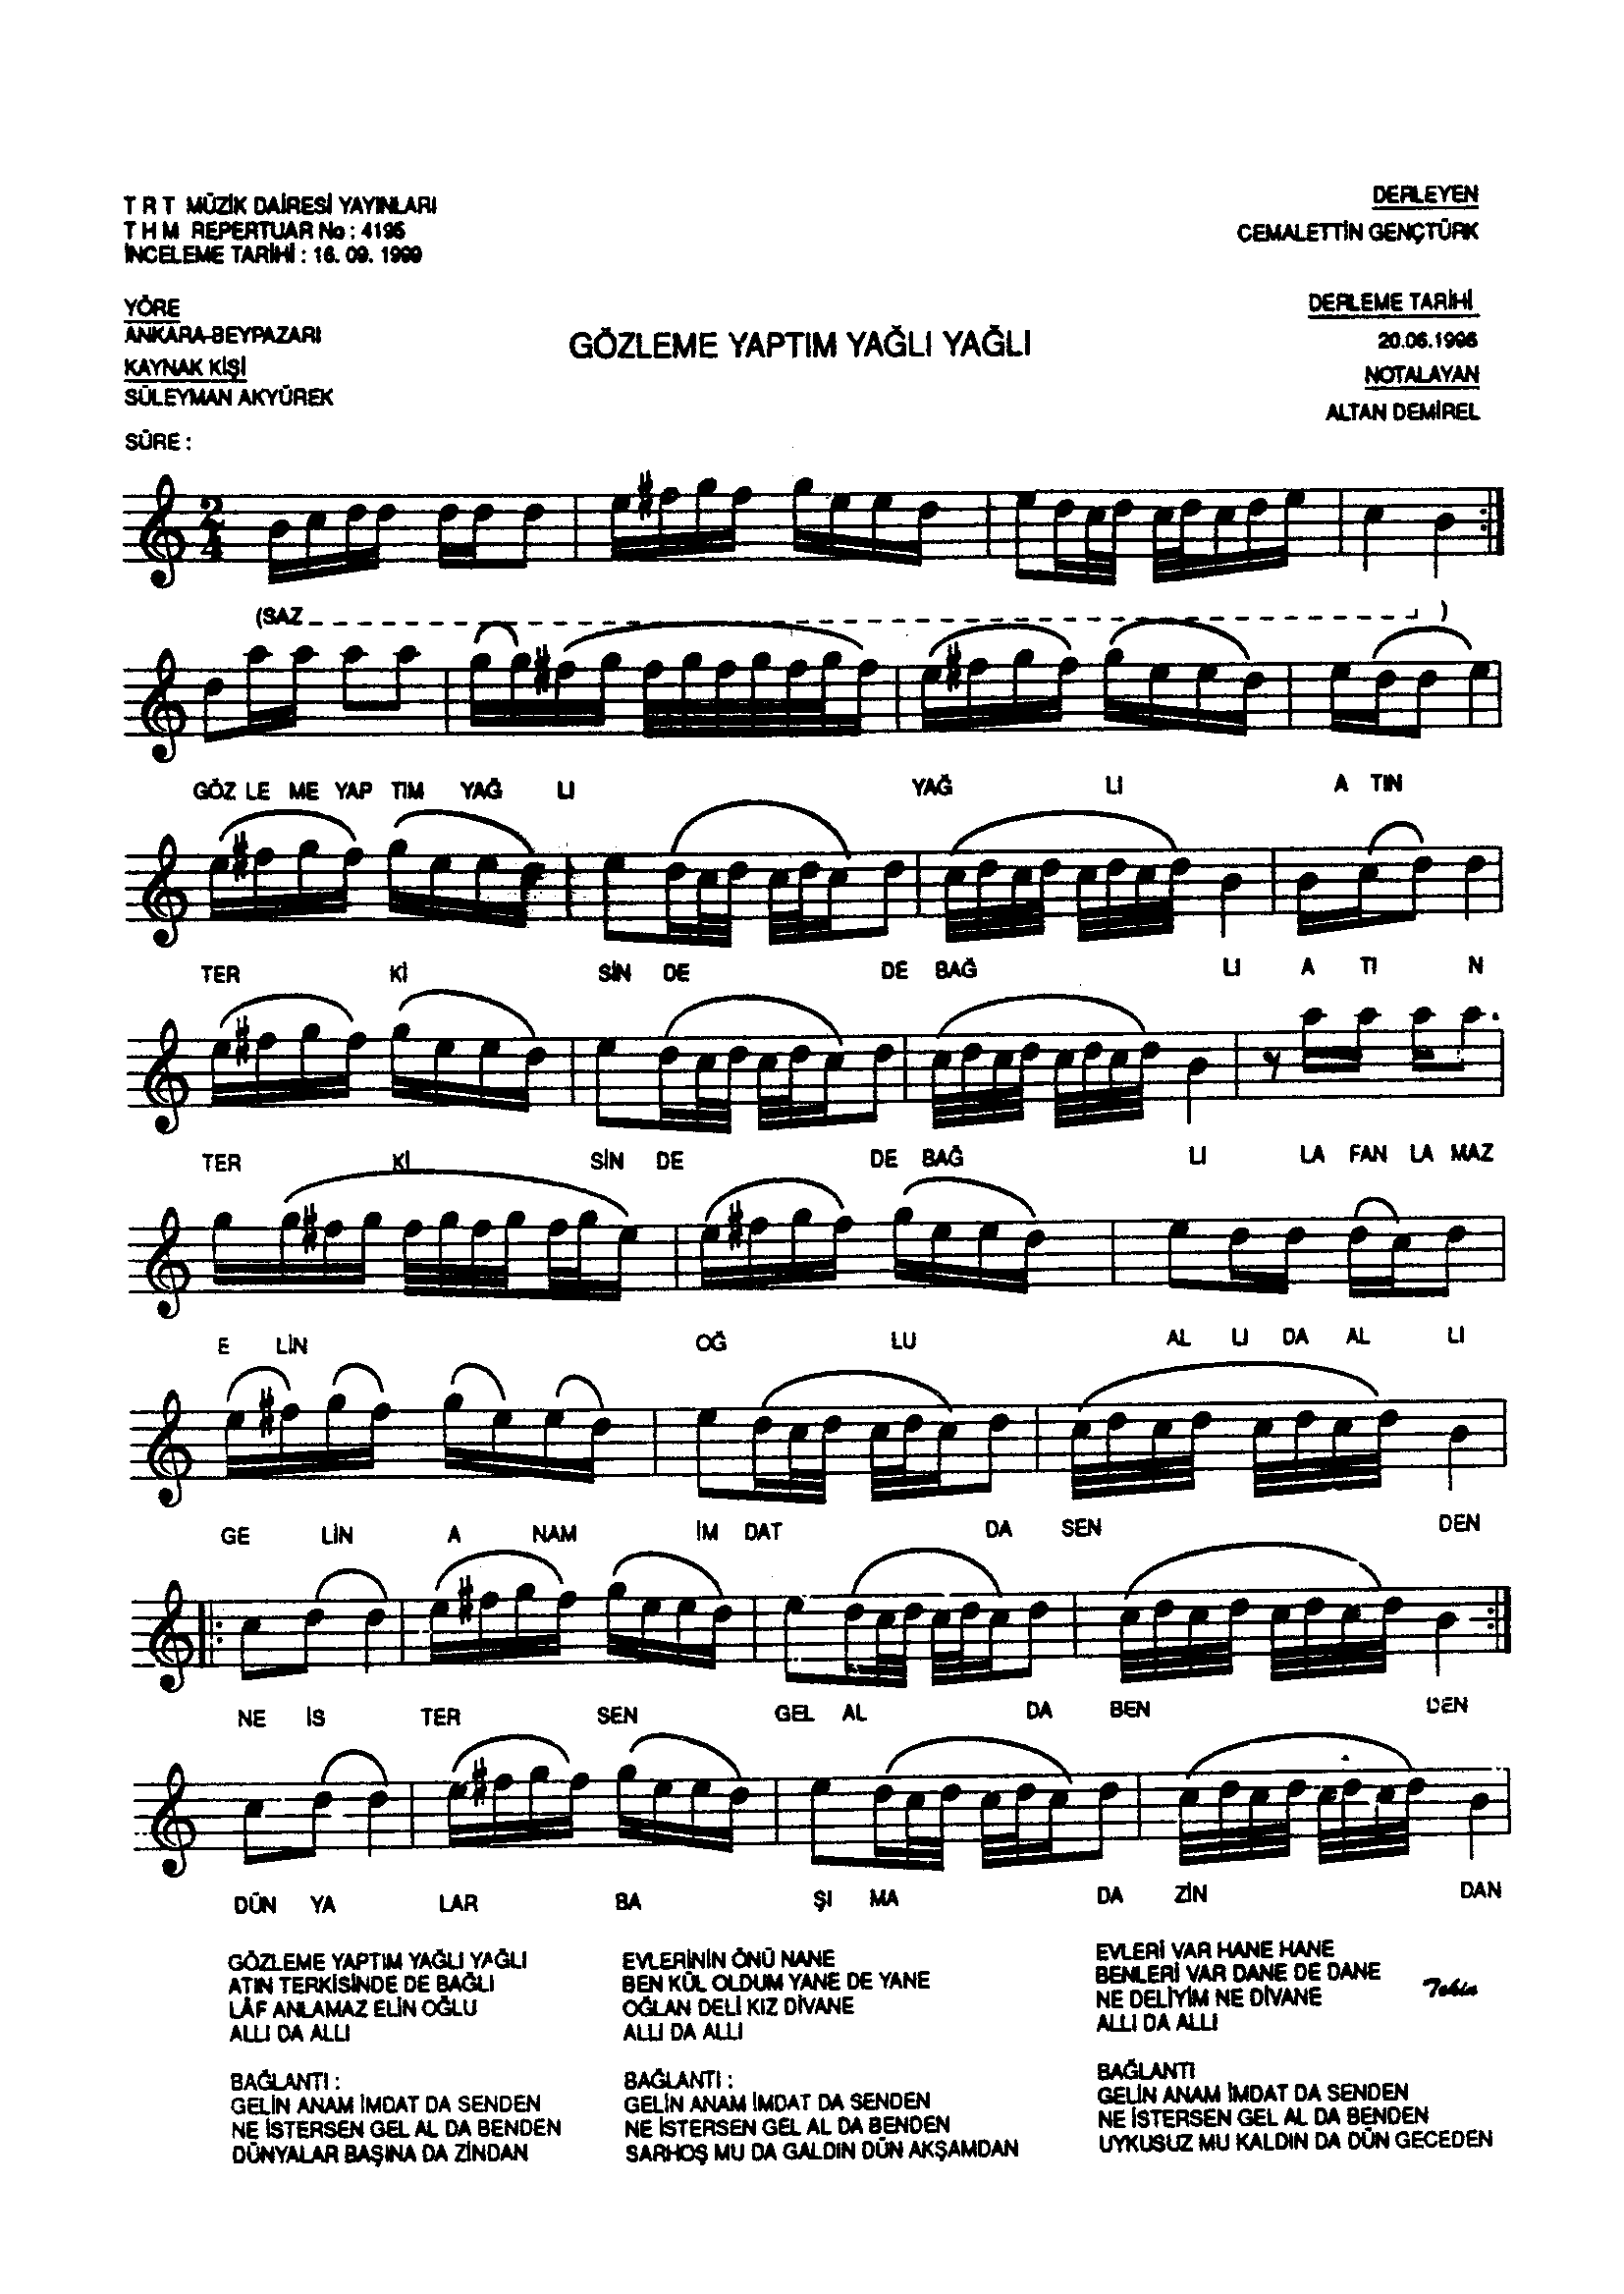 T R T MÜZİK DAİRESİ YAYINLARI
T H M REPERTUAR No : 4195
İNCELEME TARİHİ : 16. 09. 1999
DERLEYEN
CEMALETTİN GENÇTÜRK
YÖRE
ANKARA-BEYPAZARI
KAYNAK KİŞİ
SÜLEYMAN AKYÜREK
SÜRE :
GÖZLEME YAPTIM YAĞLI YAĞLI
DERLEME TARİHİ
20.06.1996
NOTALAYAN
ALTAN DEMİREL
(SAZ )
GÖZ LE ME YAP TIM YAĞ LI YAĞ LI A TIN
TER Kİ SİN DE DE BAĞ LI A TI N
TER Kİ SİN DE DE BAĞ LI LA FAN LA MAZ
E LİN OĞ LU AL LI DA AL LI
GE LİN A NAM İM DAT DA SEN DEN
NE İS TER SEN GEL AL DA BEN DEN
DÜN YA LAR BA ŞI MA DA ZİN DAN
GÖZLEME YAPTIM YAĞLI YAĞLI
ATIN TERKİSİNDE DE BAĞLI
LÂF ANLAMAZ ELİN OĞLU
ALLI DA ALLI
BAĞLANTI :
GELİN ANAM İMDAT DA SENDEN
NE İSTERSEN GEL AL DA BENDEN
DÜNYALAR BAŞINA DA ZİNDAN
EVLERİNİN ÖNÜ NANE
BEN KÜL OLDUM YANE DE YANE
OĞLAN DELİ KIZ DİVANE
ALLI DA ALLI
BAĞLANTI :
GELİN ANAM İMDAT DA SENDEN
NE İSTERSEN GEL AL DA BENDEN
SARHOŞ MU DA GALDIN DÜN AKŞAMDAN
EVLERİ VAR HANE HANE
BENLERİ VAR DANE DE DANE
NE DELİYİM NE DİVANE
ALLI DA ALLI
BAĞLANTI
GELİN ANAM İMDAT DA SENDEN
NE İSTERSEN GEL AL DA BENDEN
UYKUSUZ MU KALDIN DA DÜN GECEDEN